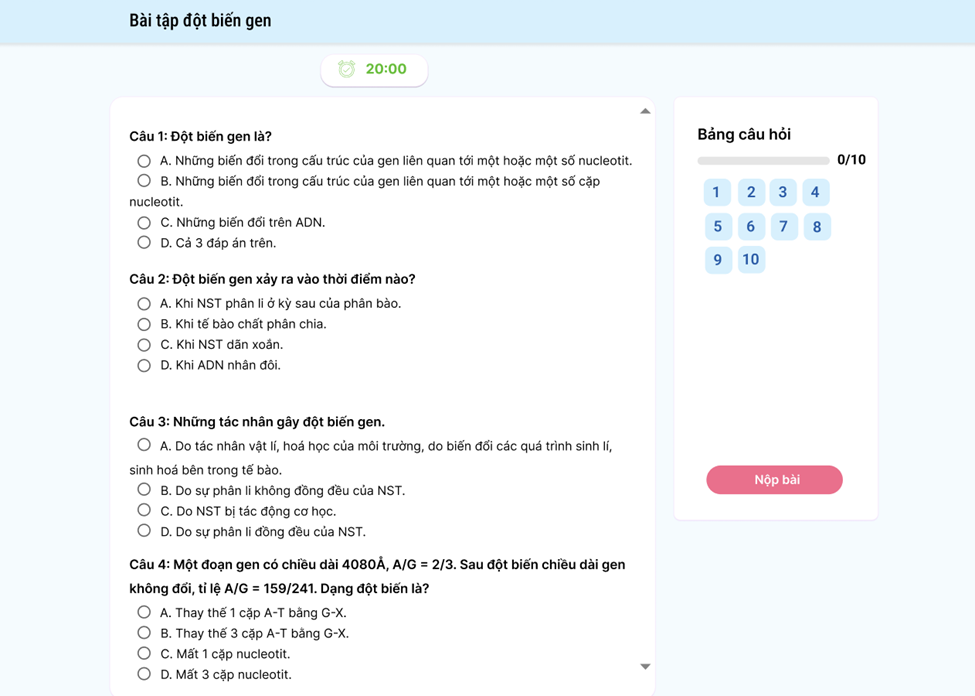 Bài tập đột biến gen
20:00
Câu 1: Đột biến gen là?
A. Những biến đổi trong cấu trúc của gen liên quan tới một hoặc một số nucleotit.
B. Những biến đổi trong cấu trúc của gen liên quan tới một hoặc một số cặp
nucleotit.
C. Những biến đổi trên ADN.
D. Cả 3 đáp án trên.
Câu 2: Đột biến gen xảy ra vào thời điểm nào?
A. Khi NST phân li ở kỳ sau của phân bào.
B. Khi tế bào chất phân chia.
C. Khi NST dãn xoắn.
D. Khi ADN nhân đôi.
Câu 3: Những tác nhân gây đột biến gen.
A. Do tác nhân vật lí, hoá học của môi trường, do biến đổi các quá trình sinh lí,
sinh hoá bên trong tế bào.
B. Do sự phân li không đồng đều của NST.
C. Do NST bị tác động cơ học.
D. Do sự phân li đồng đều của NST.
Câu 4: Một đoạn gen có chiều dài 4080Å, A/G = 2/3. Sau đột biến chiều dài gen
không đổi, tỉ lệ A/G = 159/241. Dạng đột biến là?
A. Thay thế 1 cặp A-T bằng G-X.
B. Thay thế 3 cặp A-T bằng G-X.
C. Mất 1 cặp nucleotit.
D. Mất 3 cặp nucleotit.
Bảng câu hỏi
0/10
1 2 3 4
5 6 7 8
9 10
Nộp bài